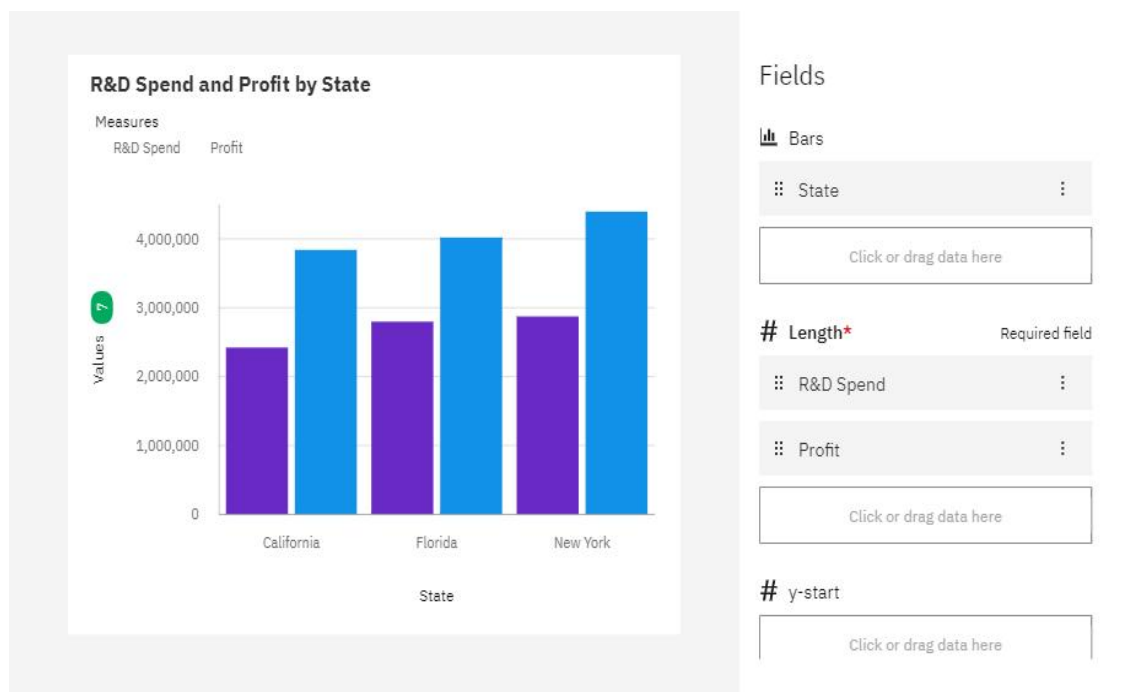 R&D Spend and Profit by State
Measures
R&D Spend Profit
4,000,000
3,000,000
2,000,000
1,000,000
0
Values 7
California Florida New York
State
Fields
Bars
State
Click or drag data here
# Length* Required field
R&D Spend
Profit
Click or drag data here
# y-start
Click or drag data here